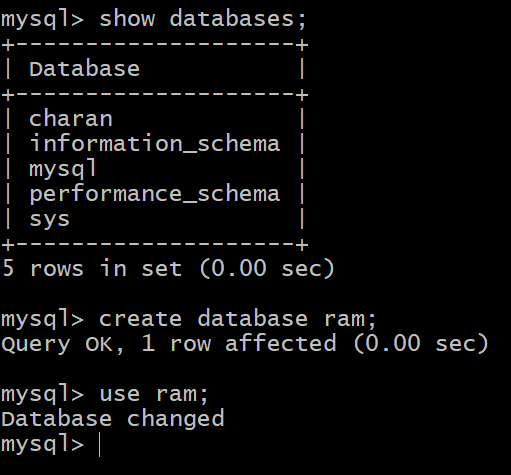 mysql> show databases;
+--------------------+
| Database           |
+--------------------+
| charan             |
| information_schema |
| mysql              |
| performance_schema |
| sys                |
+--------------------+
5 rows in set (0.00 sec)

mysql> create database ram;
Query OK, 1 row affected (0.00 sec)

mysql> use ram;
Database changed
mysql>